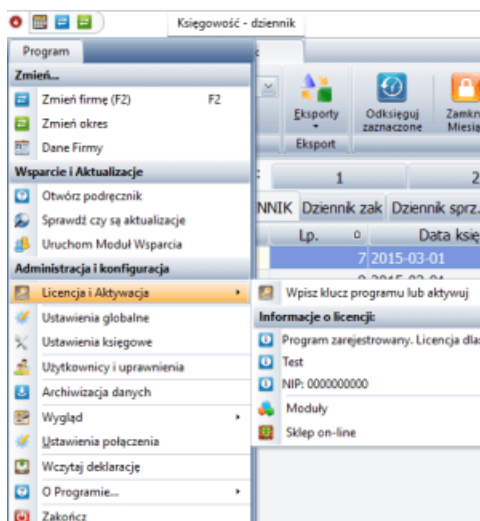 Księgowość - dziennik
Program
Zmień...
Zmień firmę (F2) F2
Zmień okres
Dane Firmy
Wsparcie i Aktualizacje
Otwórz podręcznik
Sprawdź czy są aktualizacje
Uruchom Moduł Wsparcia
Administracja i konfiguracja
Licencja i Aktywacja
Ustawienia globalne
Ustawienia księgowe
Użytkownicy i uprawnienia
Archiwizacja danych
Wygląd
Ustawienia połączenia
Wczytaj deklarację
O Programie...
Zakończ
Eksporty
Eksport
Odksięguj
zaznaczone
Zamkn
Miesią
1 2
NNIK Dziennik zak Dziennik sprz.
Lp. Data księ
7 2015-03-01
Wpisz klucz programu lub aktywuj
Informacje o licencji:
Program zarejestrowany. Licencja dla:
Test
NIP: 0000000000
Moduły
Sklep on-line